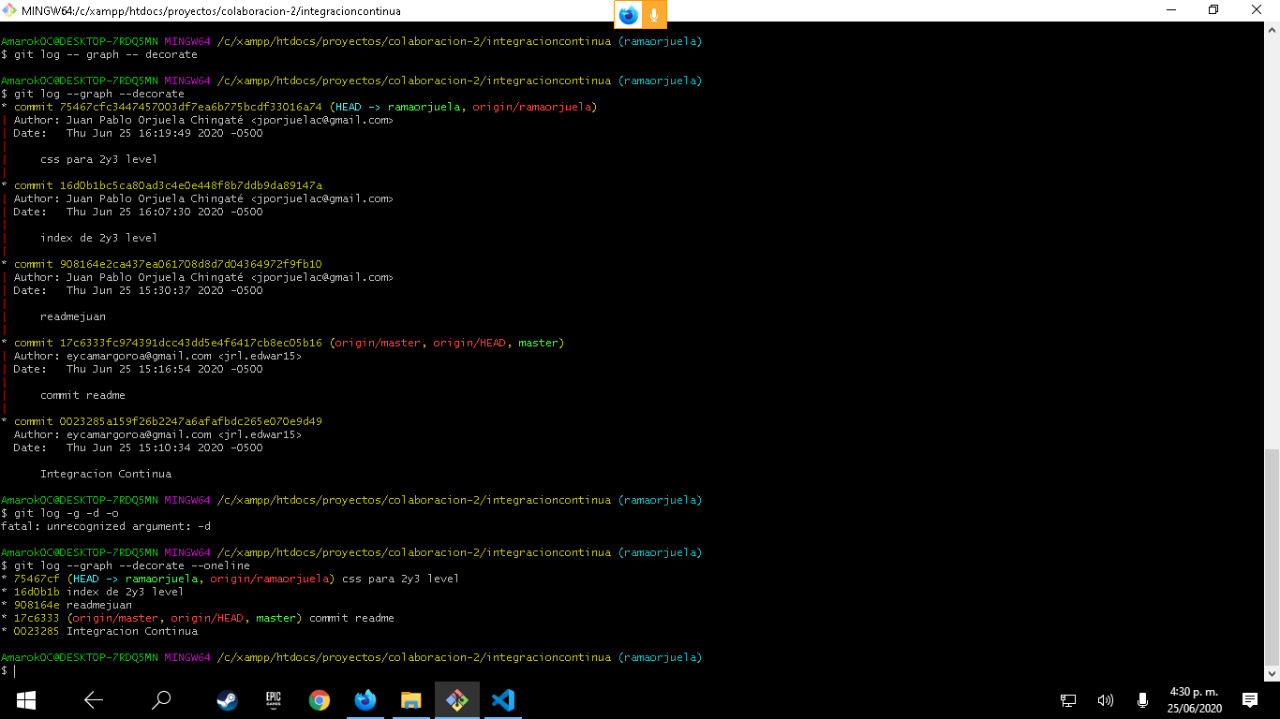 MINGW64:/c/xampp/htdocs/proyectos/colaboracion-2/integracioncontinua
AmarokOC@DESKTOP-7RDQ5MN MINGW64 /c/xampp/htdocs/proyectos/colaboracion-2/integracioncontinua (ramaorjuela)
$ git log -- graph -- decorate
AmarokOC@DESKTOP-7RDQ5MN MINGW64 /c/xampp/htdocs/proyectos/colaboracion-2/integracioncontinua (ramaorjuela)
$ git log --graph --decorate
* commit 75467cfc3447457003df7ea6b775bcdf33016a74 (HEAD -> ramaorjuela, origin/ramaorjuela)
| Author: Juan Pablo Orjuela Chingaté <jporjuelac@gmail.com>
| Date:   Thu Jun 25 16:19:49 2020 -0500
|
|     css para 2y3 level
|
* commit 16d0b1bc5ca80ad3c4e0e448f8b7ddb9da89147a
| Author: Juan Pablo Orjuela Chingaté <jporjuelac@gmail.com>
| Date:   Thu Jun 25 16:07:30 2020 -0500
|
|     index de 2y3 level
|
* commit 908164e2ca437ea061708d8d7d04364972f9fb10
| Author: Juan Pablo Orjuela Chingaté <jporjuelac@gmail.com>
| Date:   Thu Jun 25 15:30:37 2020 -0500
|
|     readmejuan
|
* commit 17c6333fc974391dcc43dd5e4f6417cb8ec05b16 (origin/master, origin/HEAD, master)
| Author: eycamargoroa@gmail.com <jrl.edwar15>
| Date:   Thu Jun 25 15:16:54 2020 -0500
|
|     commit readme
|
* commit 0023285a159f26b2247a6afafbdc265e070e9d49
  Author: eycamargoroa@gmail.com <jrl.edwar15>
  Date:   Thu Jun 25 15:10:34 2020 -0500
      Integracion Continua
AmarokOC@DESKTOP-7RDQ5MN MINGW64 /c/xampp/htdocs/proyectos/colaboracion-2/integracioncontinua (ramaorjuela)
$ git log -g -d -o
fatal: unrecognized argument: -d
AmarokOC@DESKTOP-7RDQ5MN MINGW64 /c/xampp/htdocs/proyectos/colaboracion-2/integracioncontinua (ramaorjuela)
$ git log --graph --decorate --oneline
* 75467cf (HEAD -> ramaorjuela, origin/ramaorjuela) css para 2y3 level
* 16d0b1b index de 2y3 level
* 908164e readmejuan
* 17c6333 (origin/master, origin/HEAD, master) commit readme
* 0023285 Integracion Continua
AmarokOC@DESKTOP-7RDQ5MN MINGW64 /c/xampp/htdocs/proyectos/colaboracion-2/integracioncontinua (ramaorjuela)
$
EPIC
GAMES
4:30 p. m.
25/06/2020